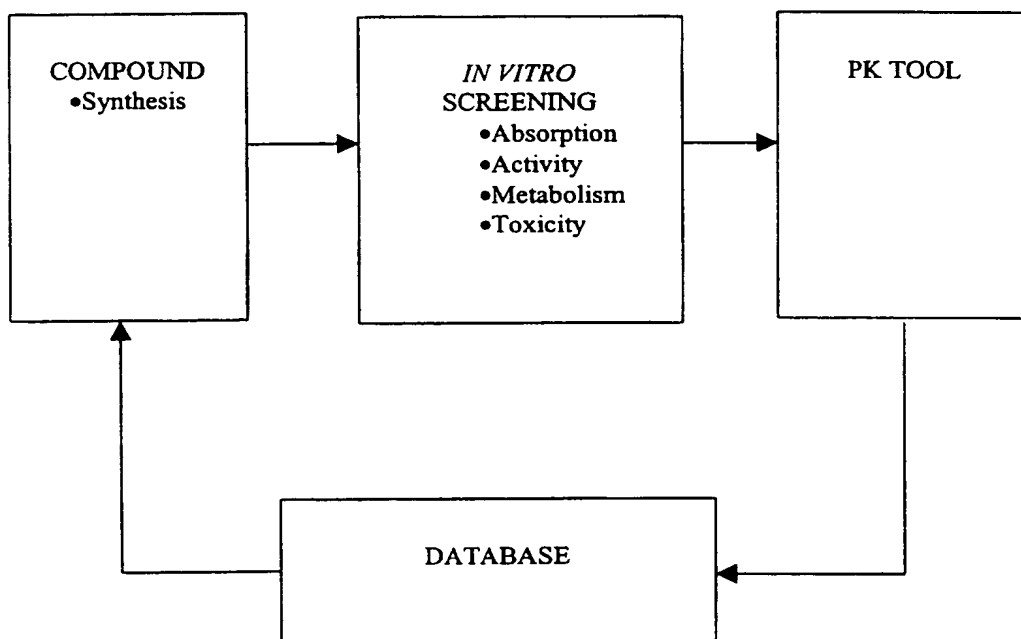 COMPOUND
•Synthesis
IN VITRO
SCREENING
•Absorption
•Activity
•Metabolism
•Toxicity
PK TOOL
DATABASE